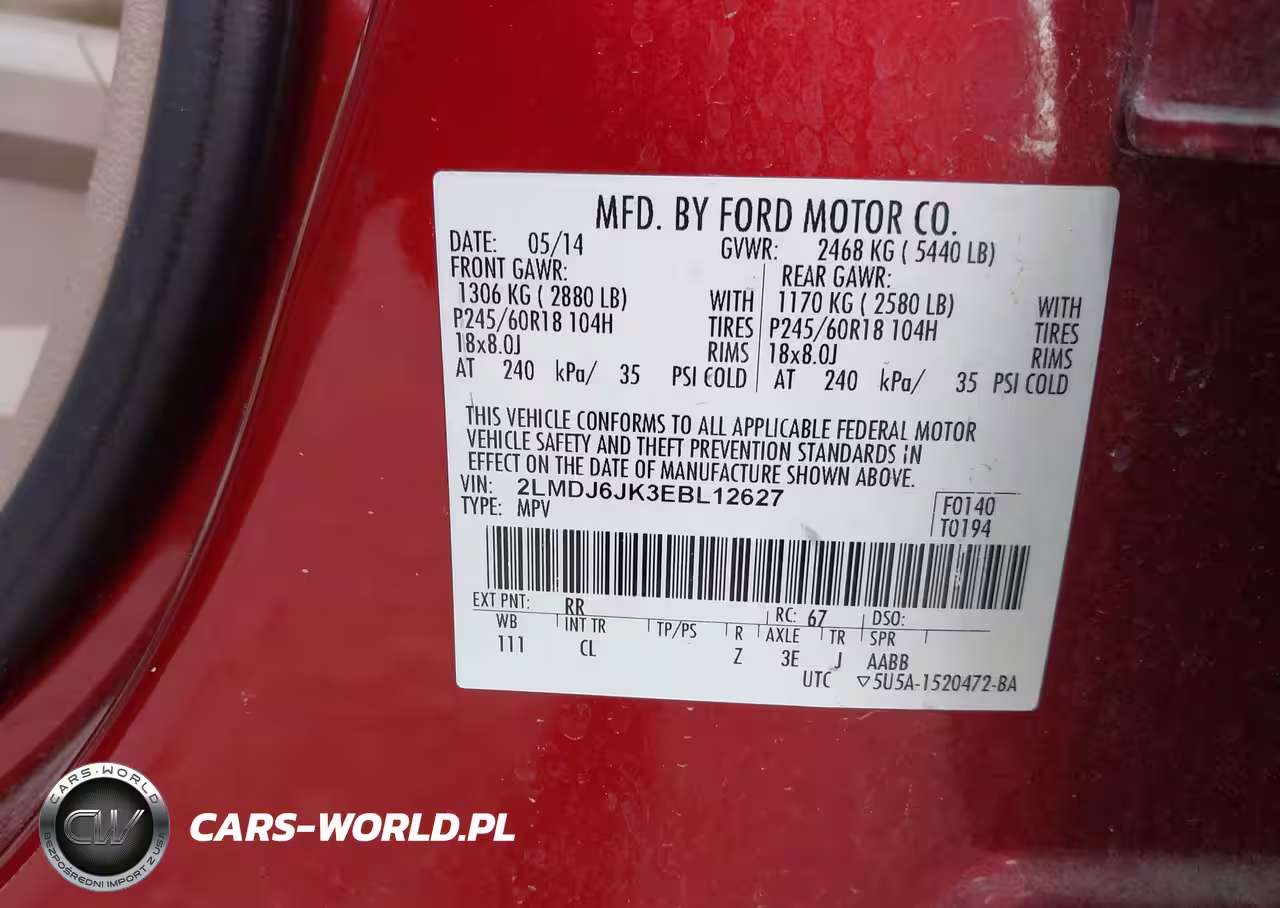 MFD. BY FORD MOTOR CO.
DATE: 05/14 GVWR: 2468 KG ( 5440 LB)
FRONT GAWR: REAR GAWR:
1306 KG ( 2880 LB) WITH 1170 KG ( 2580 LB) WITH
P245/60R18 104H TIRES P245/60R18 104H TIRES
18x8.0J RIMS 18x8.0J RIMS
AT 240 kPa/ 35 PSI COLD AT 240 kPa/ 35 PSI COLD
THIS VEHICLE CONFORMS TO ALL APPLICABLE FEDERAL MOTOR
VEHICLE SAFETY AND THEFT PREVENTION STANDARDS IN
EFFECT ON THE DATE OF MANUFACTURE SHOWN ABOVE.
VIN: 2LMDJ6JK3EBL12627
TYPE: MPV
F0140
T0194
EXT PNT: RR RC: 67 DSO:
WB INT TR TP/PS R AXLE TR SPR
111 CL Z 3E J AABB
UTC ▽5U5A-1520472-BA
CARS-WORLD
CW
BEZPOŚREDNI IMPORT Z USA
CARS-WORLD.PL